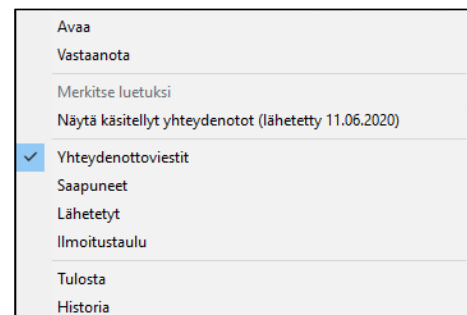 Avaa
Vastaanota
Merkitse luetuksi
Näytä käsitellyt yhteydenotot (lähetetty 11.06.2020)
Yhteydenottoviestit
Saapuneet
Lähetetyt
Ilmoitustaulu
Tulosta
Historia